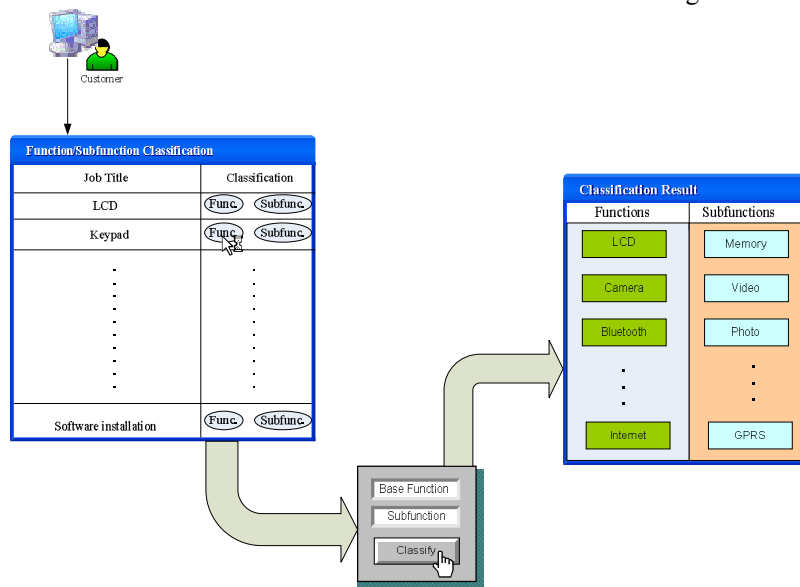 Customer
Function/Subfunction Classification
Job Title Classification
LCD Func. Subfunc.
Keypad Func. Subfunc.
Software installation Func. Subfunc.
Base Function
Subfunction
Classify
Classification Result
Functions Subfunctions
LCD Memory
Camera Video
Bluetooth Photo
Internet GPRS